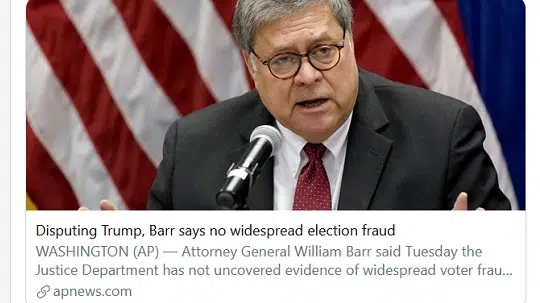 Disputing Trump, Barr says no widespread election fraud
WASHINGTON (AP) — Attorney General William Barr said Tuesday the
Justice Department has not uncovered evidence of widespread voter frau...
apnews.com